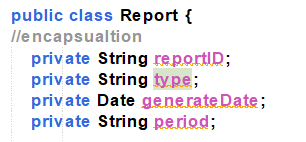 public class Report {
//encapsualtion
private String reportID;
private String type;
private Date generateDate;
private String period;